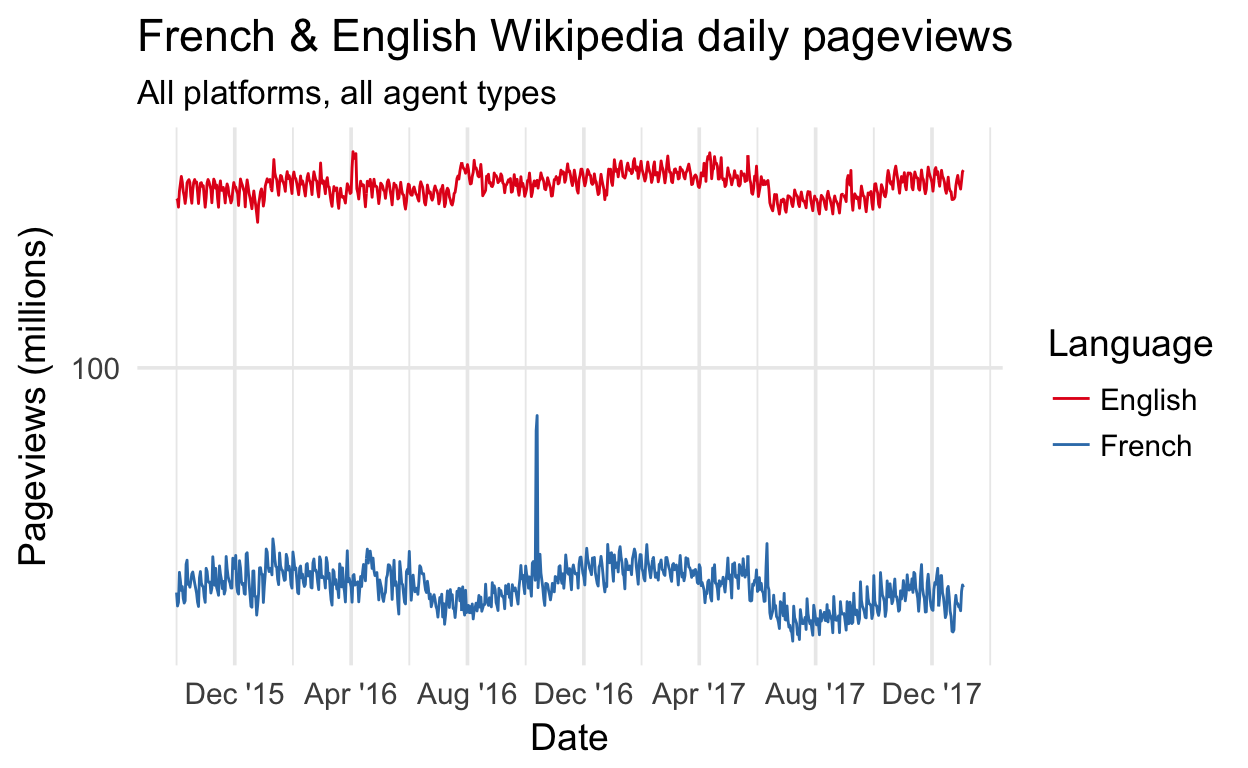 French & English Wikipedia daily pageviews
All platforms, all agent types
Pageviews (millions)
100
Language
English
French
Dec '15 Apr '16 Aug '16 Dec '16 Apr '17 Aug '17 Dec '17
Date